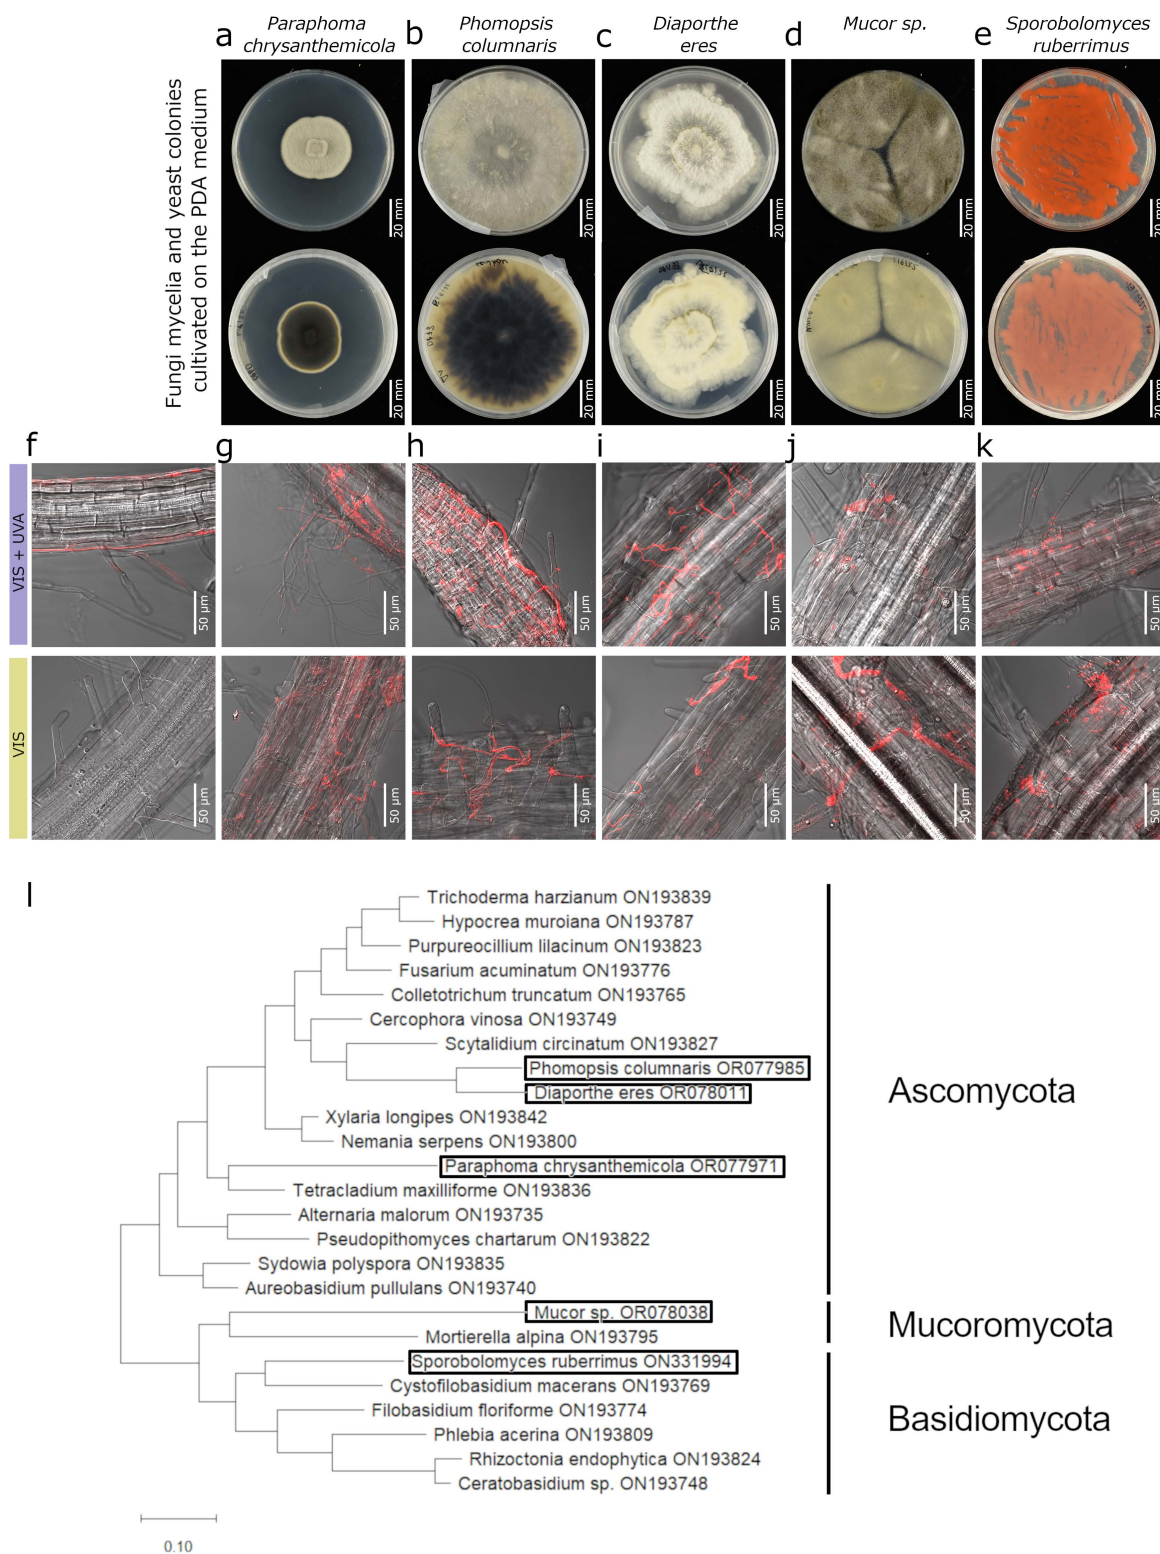 a
Paraphoma
chrysanthemicola
b
Phomopsis
columnaris
c
Diaporthe
eres
d
Mucor sp.
e
Sporobolomyces
ruberrimus
Fungi mycelia and yeast colonies
cultivated on the PDA medium
20 mm
20 mm
20 mm
20 mm
20 mm
20 mm
20 mm
20 mm
20 mm
20 mm
f
g
h
i
j
k
VIS + UVA
50 µm
50 µm
50 µm
50 µm
50 µm
50 µm
VIS
50 µm
50 µm
50 µm
50 µm
50 µm
50 µm
l
Trichoderma harzianum ON193839
Hypocrea muroiana ON193787
Purpureocillium lilacinum ON193823
Fusarium acuminatum ON193776
Colletotrichum truncatum ON193765
Cercophora vinosa ON193749
Scytalidium circinatum ON193827
Phomopsis columnaris OR077985
Diaporthe eres OR078011
Xylaria longipes ON193842
Nemania serpens ON193800
Paraphoma chrysanthemicola OR077971
Tetracladium maxilliforme ON193836
Alternaria malorum ON193735
Pseudopithomyces chartarum ON193822
Sydowia polyspora ON193835
Aureobasidium pullulans ON193740
Ascomycota
Mucor sp. OR078038
Mortierella alpina ON193795
Mucoromycota
Sporobolomyces ruberrimus ON331994
Cystofilobasidium macerans ON193769
Filobasidium floriforme ON193774
Phlebia acerina ON193809
Rhizoctonia endophytica ON193824
Ceratobasidium sp. ON193748
Basidiomycota
0.10